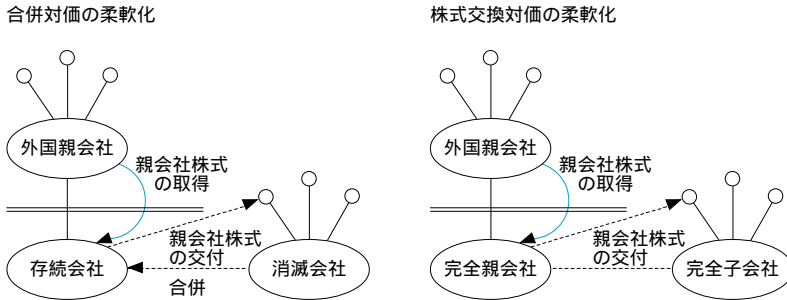 合併対価の柔軟化
外国親会社
親会社株式
の取得
親会社株式
の交付
存続会社
消滅会社
合併
株式交換対価の柔軟化
外国親会社
親会社株式
の取得
親会社株式
の交付
完全親会社
完全子会社